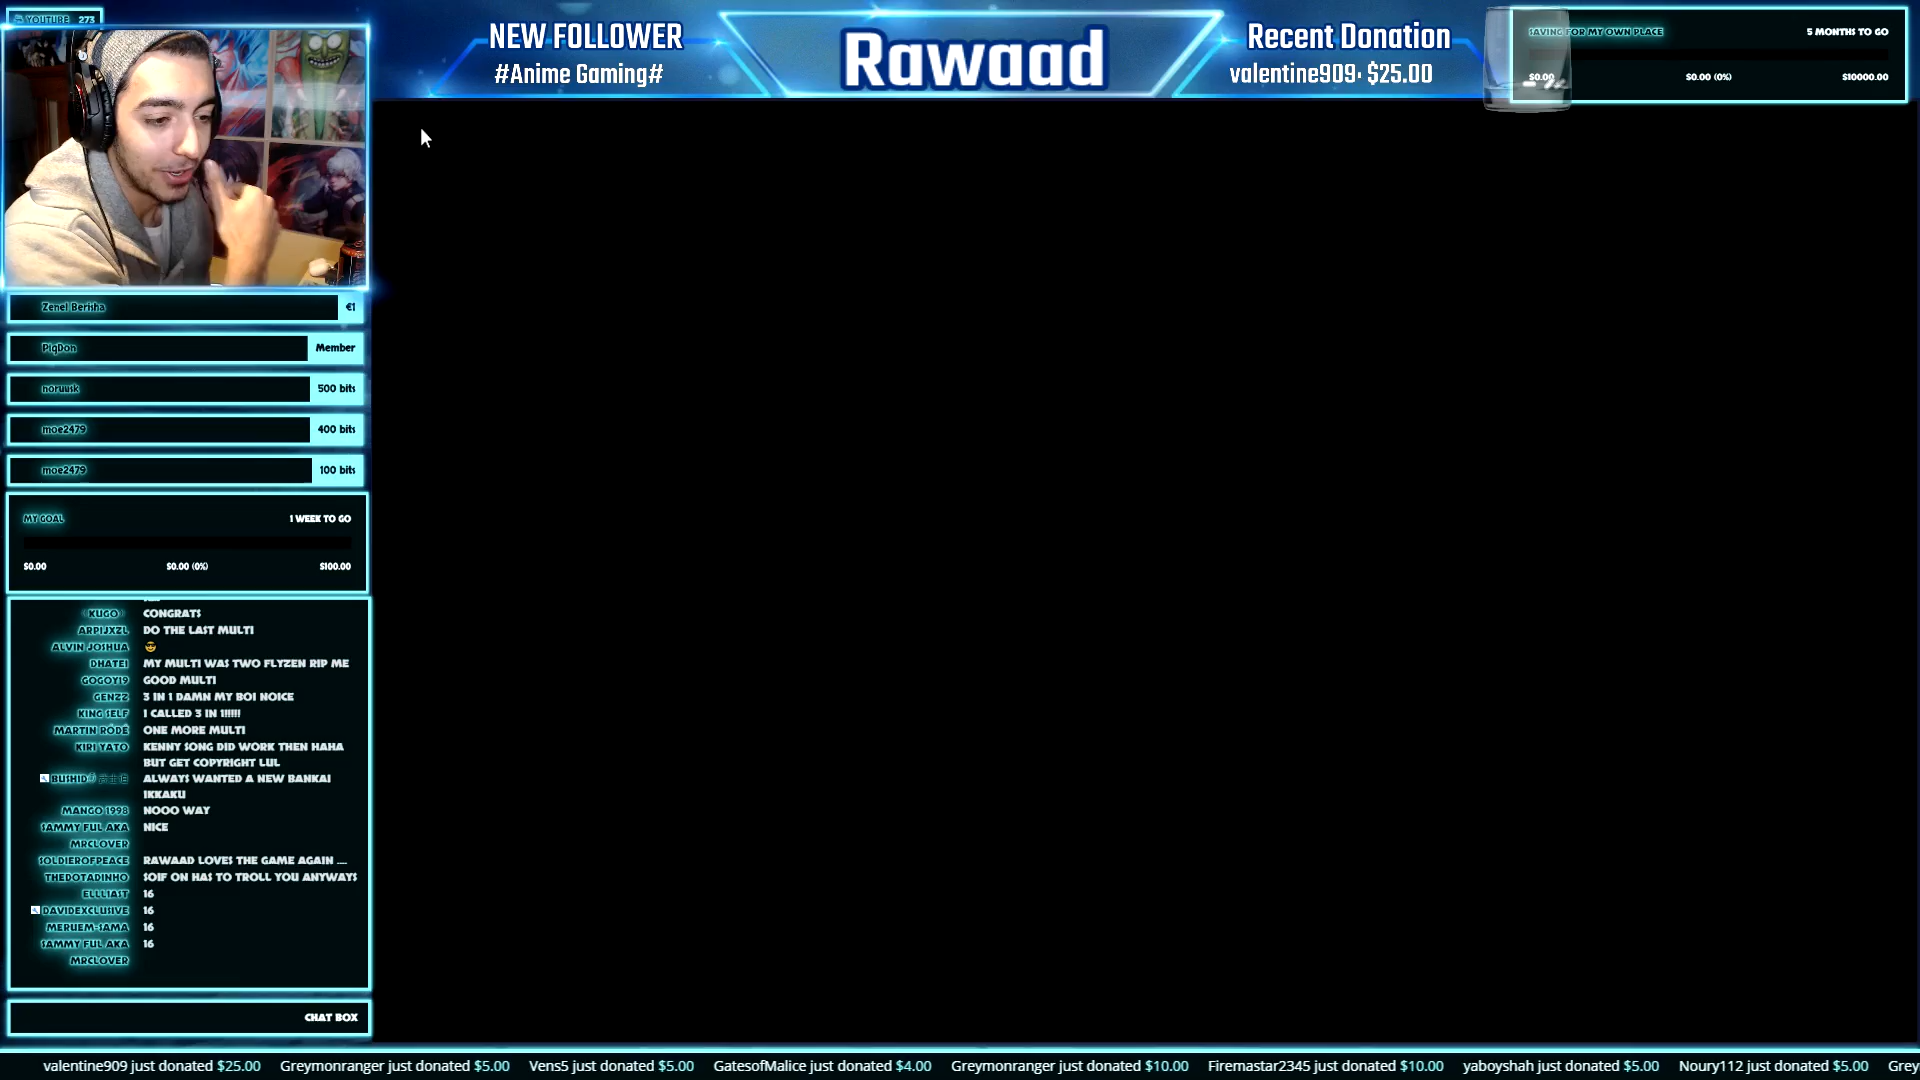 YOUTUBE 273
NEW FOLLOWER
#Anime Gaming#
Rawaad
Recent Donation
valentine909: $25.00
SAVING FOR MY OWN PLACE 5 MONTHS TO GO
$0.00 $0.00 (0%) $10000.00
Zenel Berisha €1
PiqDon Member
noruusk 500 bits
moe2479 400 bits
moe2479 100 bits
MY GOAL 1 WEEK TO GO
$0.00 $0.00 (0%) $100.00
KUGO CONGRATS
ARPIJXZL DO THE LAST MULTI
ALVIN JOSHUA 😎
DHATEI MY MULTI WAS TWO FLYZEN RIP ME
GOGOY19 GOOD MULTI
GENZZ 3 IN 1 DAMN MY BOI NOICE
KING SELF I CALLED 3 IN 1!!!!!
MARTIN RODÉ ONE MORE MULTI
KIRI YATO KENNY SONG DID WORK THEN HAHA
BUT GET COPYRIGHT LUL
BUSHID ALWAYS WANTED A NEW BANKAI
IKKAKU
MANGO 1998 NOOO WAY
SAMMY FUL AKA NICE
MRCLOVER
SOLDIEROFPEACE RAWAAD LOVES THE GAME AGAIN ....
THEDOTADINHO SOIF ON HAS TO TROLL YOU ANYWAYS
ELLLIAST 16
DAVIDEXCLUSIVE 16
MERUEM-SAMA 16
SAMMY FUL AKA 16
MRCLOVER
CHAT BOX
valentine909 just donated $25.00 Greymonranger just donated $5.00 Vens5 just donated $5.00 GatesofMalice just donated $4.00 Greymonranger just donated $10.00 Firemastar2345 just donated $10.00 yaboyshah just donated $5.00 Noury112 just donated $5.00 Grey